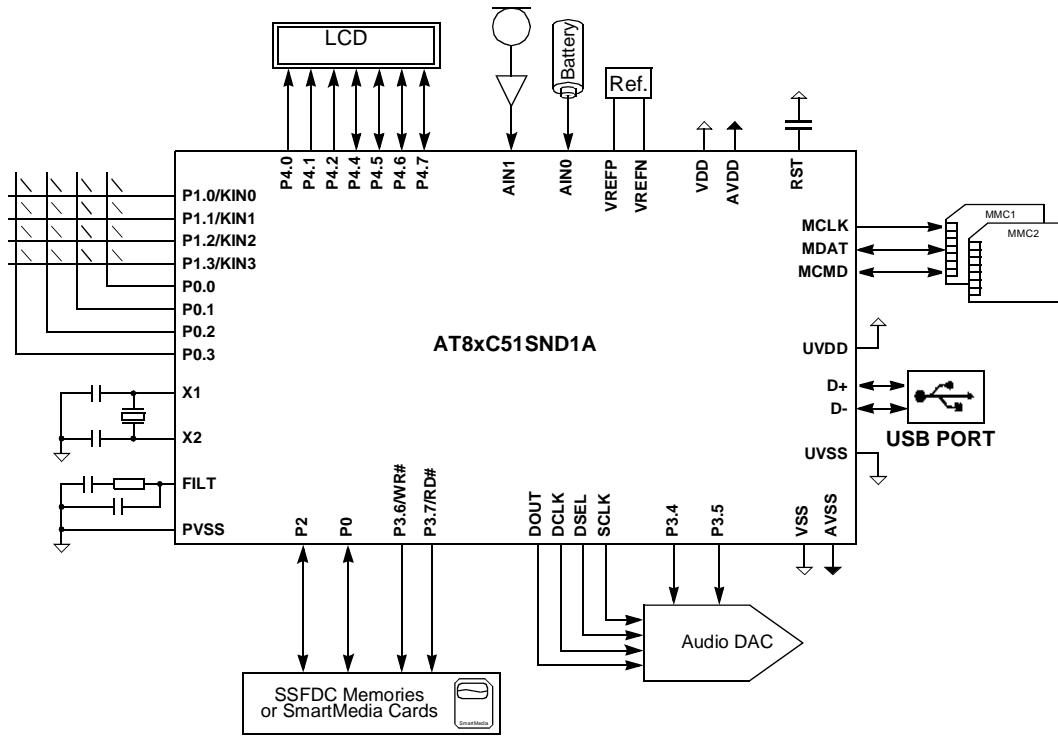 LCD
Battery
Ref.
P4.0
P4.1
P4.2
P4.4
P4.5
P4.6
P4.7
AIN1
AIN0
VREFP
VREFN
VDD
AVDD
RST
P1.0/KIN0
P1.1/KIN1
P1.2/KIN2
P1.3/KIN3
P0.0
P0.1
P0.2
P0.3
X1
X2
FILT
PVSS
AT8xC51SND1A
MCLK
MDAT
MCMD
MMC1
MMC2
UVDD
D+
D-
USB PORT
UVSS
P2
P0
P3.6/WR#
P3.7/RD#
DOUT
DCLK
DSEL
SCLK
P3.4
P3.5
VSS
AVSS
Audio DAC
SSFDC Memories
or SmartMedia Cards
SmartMedia